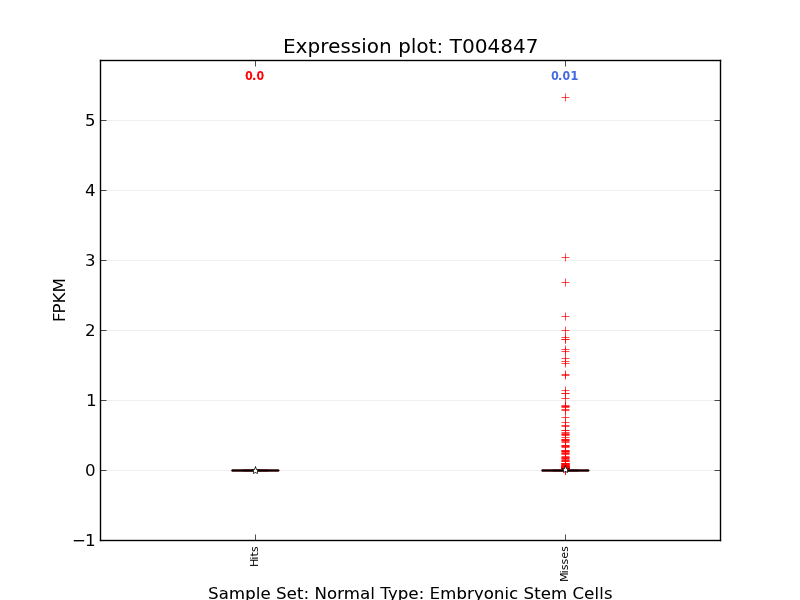 Expression plot: T004847
0.0
0.01
5
4
3
2
1
0
−1
FPKM
Hits
Misses
Sample Set: Normal Type: Embryonic Stem Cells